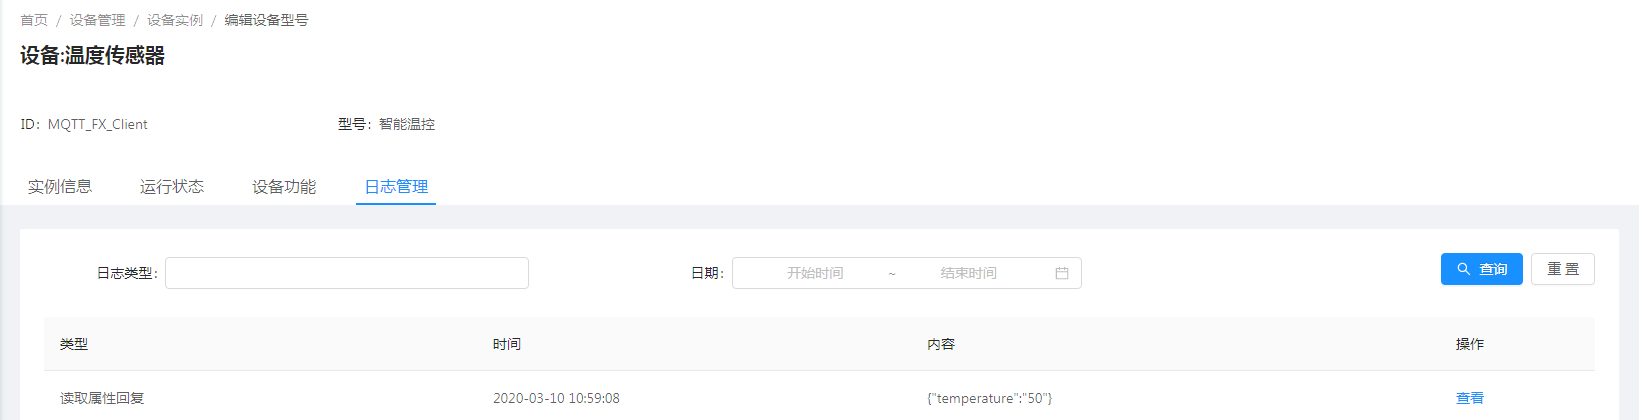 首页 / 设备管理 / 设备实例 / 编辑设备型号
设备:温度传感器
ID: MQTT_FX_Client 型号: 智能温控
实例信息 运行状态 设备功能 日志管理
日志类型: 日期: 开始时间 ~ 结束时间 查询 重 置
类型 时间 内容 操作
读取属性回复 2020-03-10 10:59:08 {"temperature":"50"} 查看